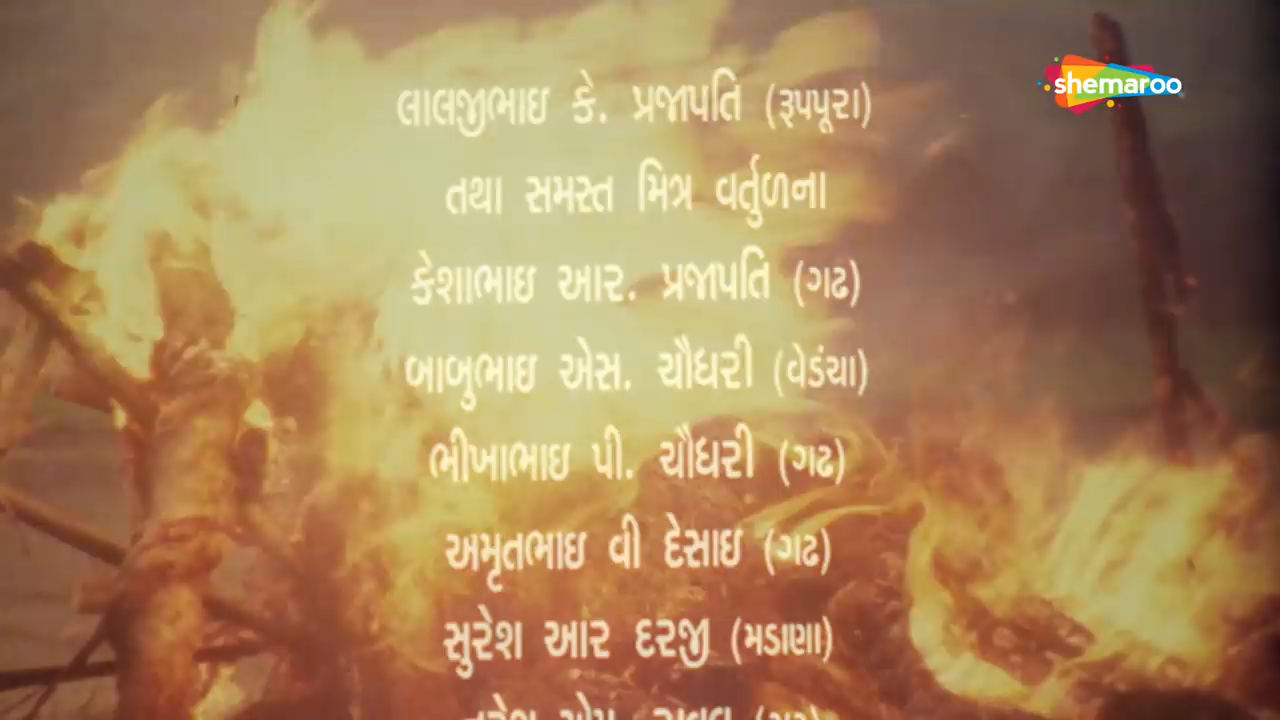 shemaroo
લાલજીભાઇ કે. પ્રજાપતિ (રૂપપૂરા)
તથા સમસ્ત મિત્ર વર્તુળના
કેશાભાઇ આર. પ્રજાપતિ (ગઢ)
બાબુભાઇ એસ. ચૌધરી (વેડંચા)
ભીખાભાઇ પી. ચૌધરી (ગઢ)
અમૃતભાઇ વી દેસાઇ (ગઢ)
સુરેશ આર દરજી (મડાણા)